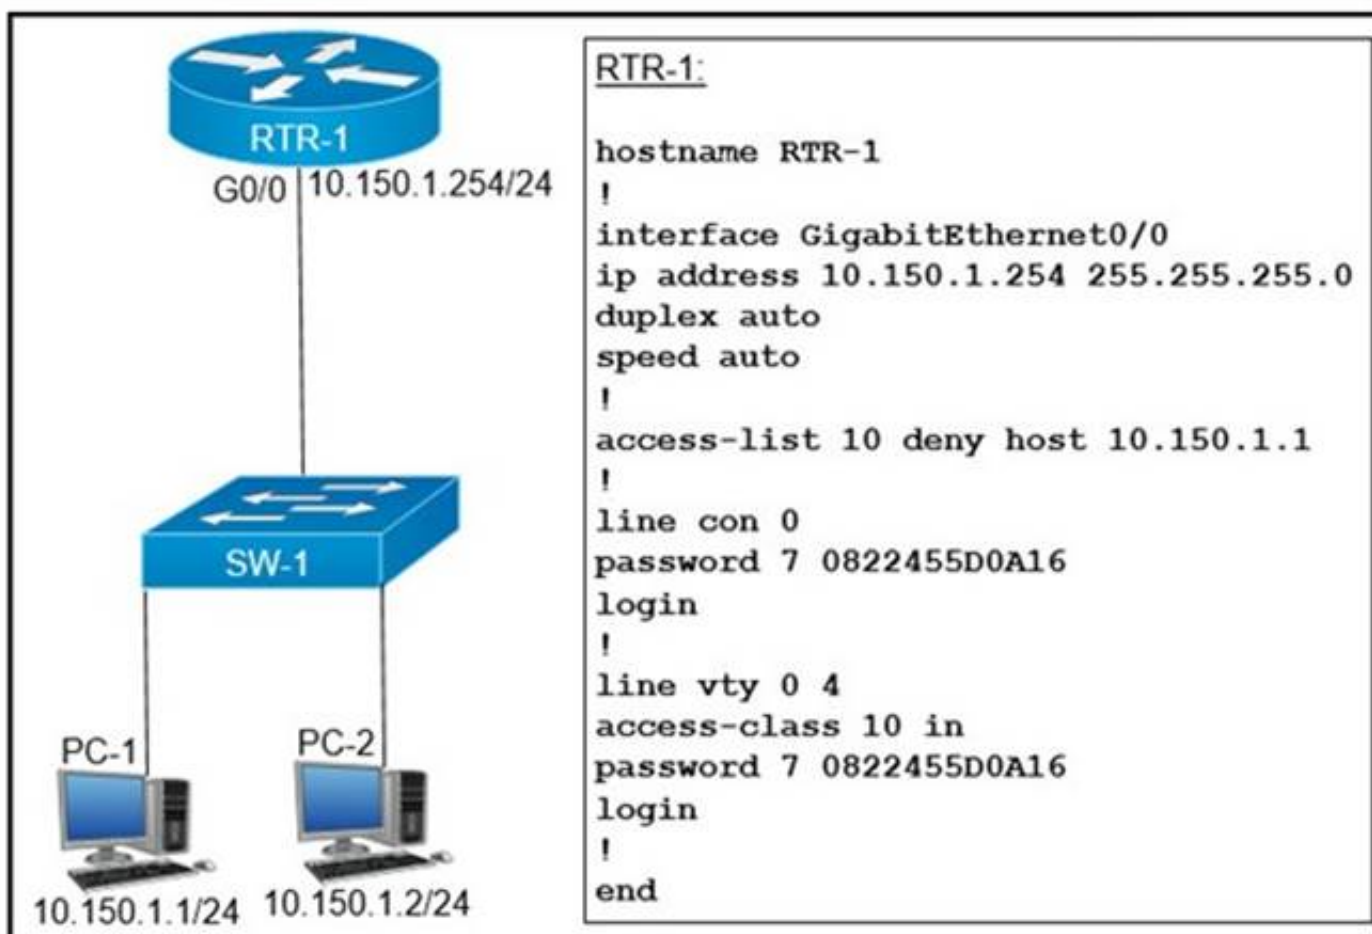 RTR-1
G0/0 10.150.1.254/24
SW-1
PC-1
PC-2
10.150.1.1/24
10.150.1.2/24
RTR-1:
hostname RTR-1
!
interface GigabitEthernet0/0
ip address 10.150.1.254 255.255.255.0
duplex auto
speed auto
!
access-list 10 deny host 10.150.1.1
!
line con 0
password 7 0822455D0A16
login
!
line vty 0 4
access-class 10 in
password 7 0822455D0A16
login
!
end